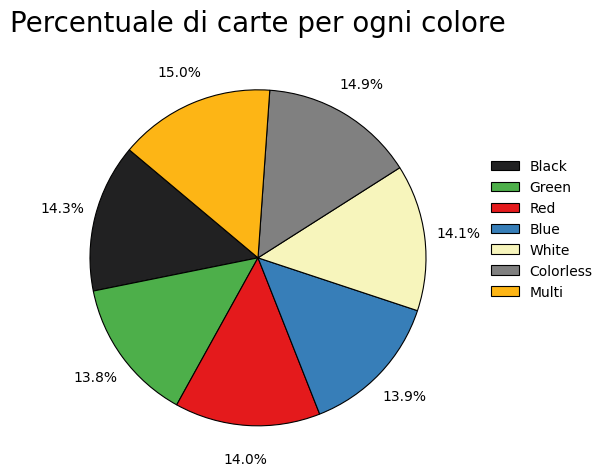 Percentuale di carte per ogni colore
15.0%
14.9%
14.3%
14.1%
13.8%
13.9%
14.0%
Black
Green
Red
Blue
White
Colorless
Multi